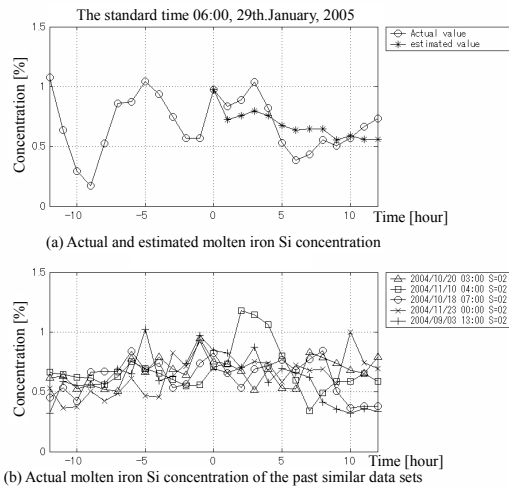 The standard time 06:00, 29th.January, 2005
1.5
1
0.5
0
Concentration [%]
−10
−5
0
5
10
Time [hour]
Actual value
estimated value
(a) Actual and estimated molten iron Si concentration
1.5
1
0.5
0
Concentration [%]
−10
−5
0
5
10
Time [hour]
2004/10/20 03:00 S=02
2004/11/10 04:00 S=02
2004/10/18 07:00 S=02
2004/11/23 00:00 S=02
2004/09/03 13:00 S=02
(b) Actual molten iron Si concentration of the past similar data sets